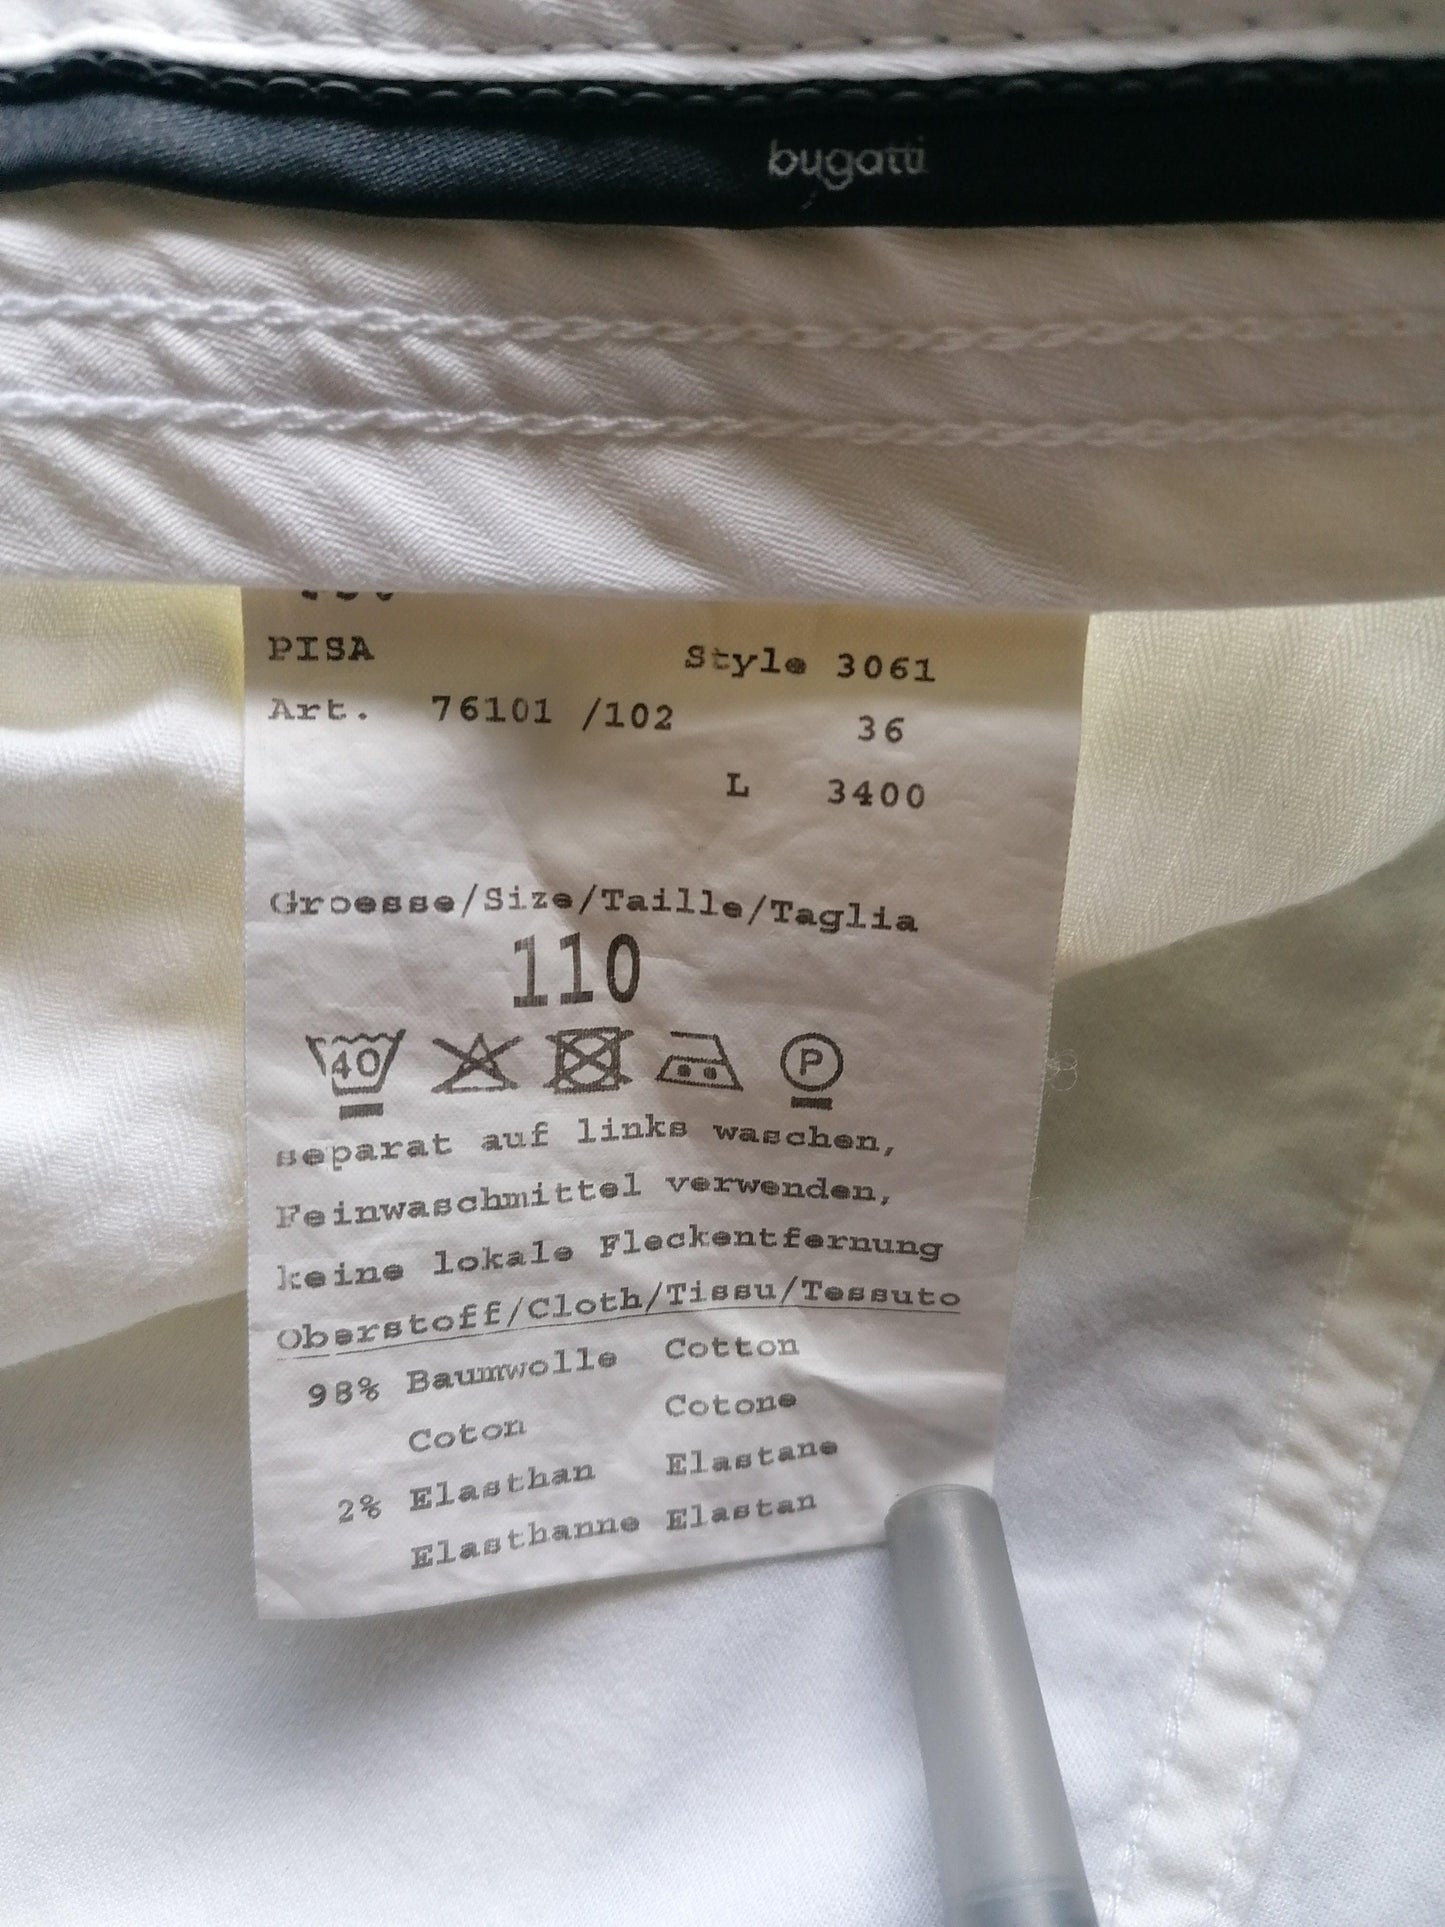 bugatti
PISA Style 3061
Art. 76101 /102 36
L 3400
Groesse/Size/Taille/Taglia
110
40 P
separat auf links waschen,
Feinwaschmittel verwenden,
keine lokale Fleckentfernung
Oberstoff/Cloth/Tissu/Tessuto
98% Baumwolle Cotton
Coton Cotone
2% Elasthan Elastane
Elasthanne Elastan